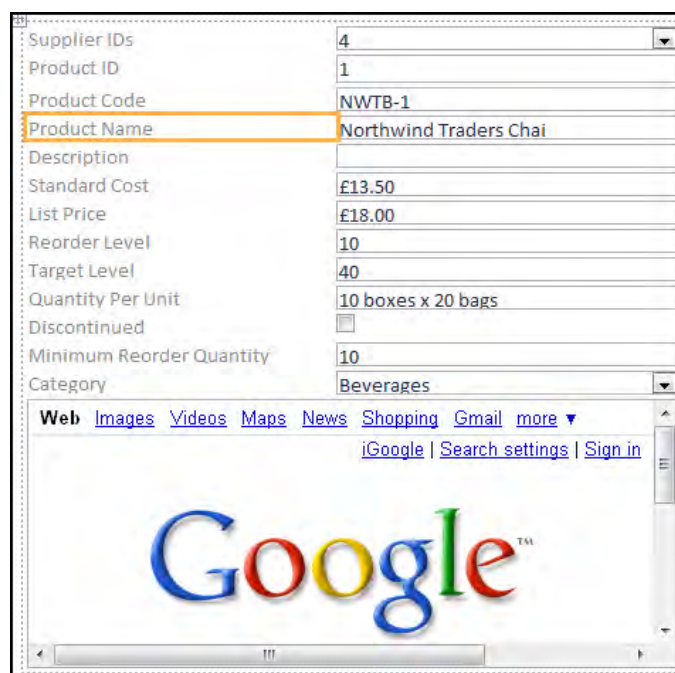 Supplier IDs 4
Product ID 1
Product Code NWTB-1
Product Name Northwind Traders Chai
Description
Standard Cost £13.50
List Price £18.00
Reorder Level 10
Target Level 40
Quantity Per Unit 10 boxes x 20 bags
Discontinued
Minimum Reorder Quantity 10
Category Beverages
Web Images Videos Maps News Shopping Gmail more ▼
iGoogle | Search settings | Sign in
Google™